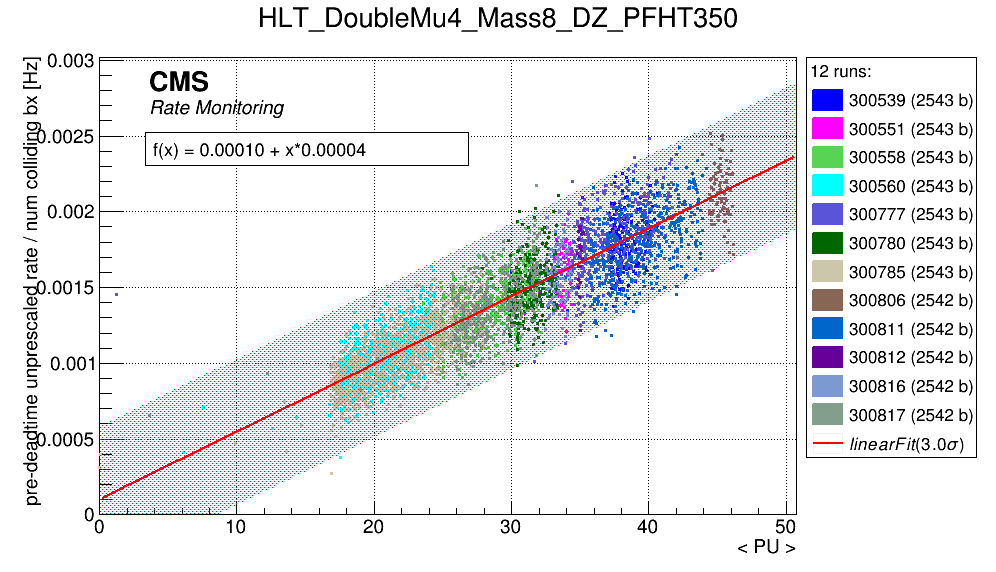 HLT_DoubleMu4_Mass8_DZ_PFHT350
pre-deadtime unprescaled rate / num colliding bx [Hz]
0.003
0.0025
0.002
0.0015
0.001
0.0005
0
CMS
Rate Monitoring
f(x) = 0.00010 + x*0.00004
0 10 20 30 40 50
< PU >
12 runs:
300539 (2543 b)
300551 (2543 b)
300558 (2543 b)
300560 (2543 b)
300777 (2543 b)
300780 (2543 b)
300785 (2543 b)
300806 (2542 b)
300811 (2542 b)
300812 (2542 b)
300816 (2542 b)
300817 (2542 b)
linearFit(3.0σ)